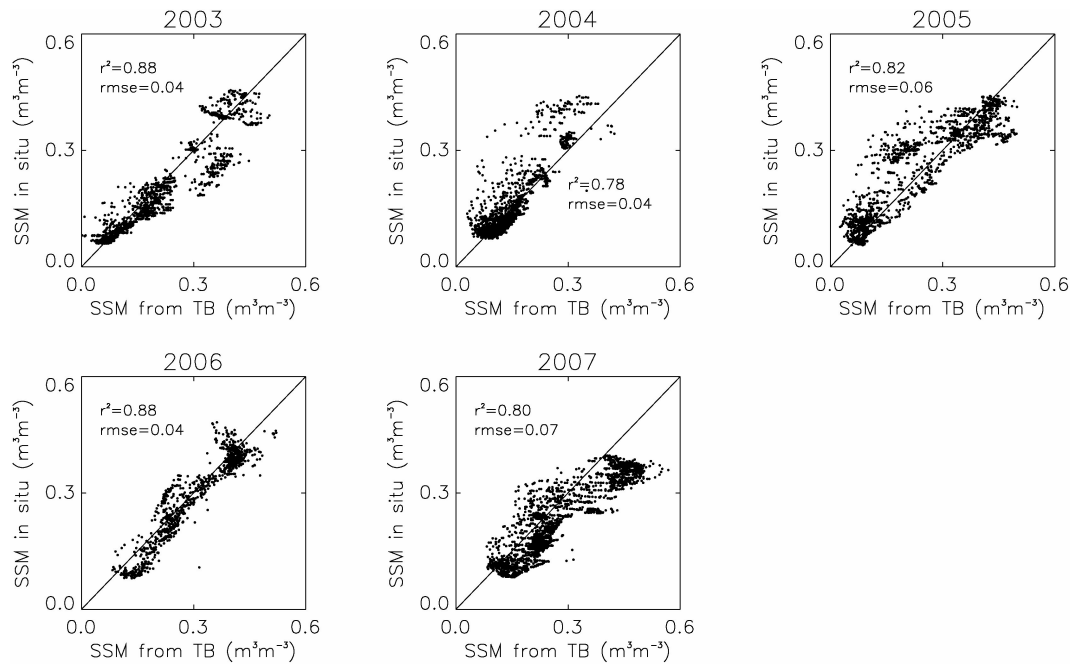 2003
0.6
r²=0.88
rmse=0.04
SSM in situ (m³m⁻³)
0.3
0.0
0.0 0.3 0.6
SSM from TB (m³m⁻³)
2004
0.6
SSM in situ (m³m⁻³)
0.3
r²=0.78
rmse=0.04
0.0
0.0 0.3 0.6
SSM from TB (m³m⁻³)
2005
0.6
r²=0.82
rmse=0.06
SSM in situ (m³m⁻³)
0.3
0.0
0.0 0.3 0.6
SSM from TB (m³m⁻³)
2006
0.6
r²=0.88
rmse=0.04
SSM in situ (m³m⁻³)
0.3
0.0
0.0 0.3 0.6
SSM from TB (m³m⁻³)
2007
0.6
r²=0.80
rmse=0.07
SSM in situ (m³m⁻³)
0.3
0.0
0.0 0.3 0.6
SSM from TB (m³m⁻³)